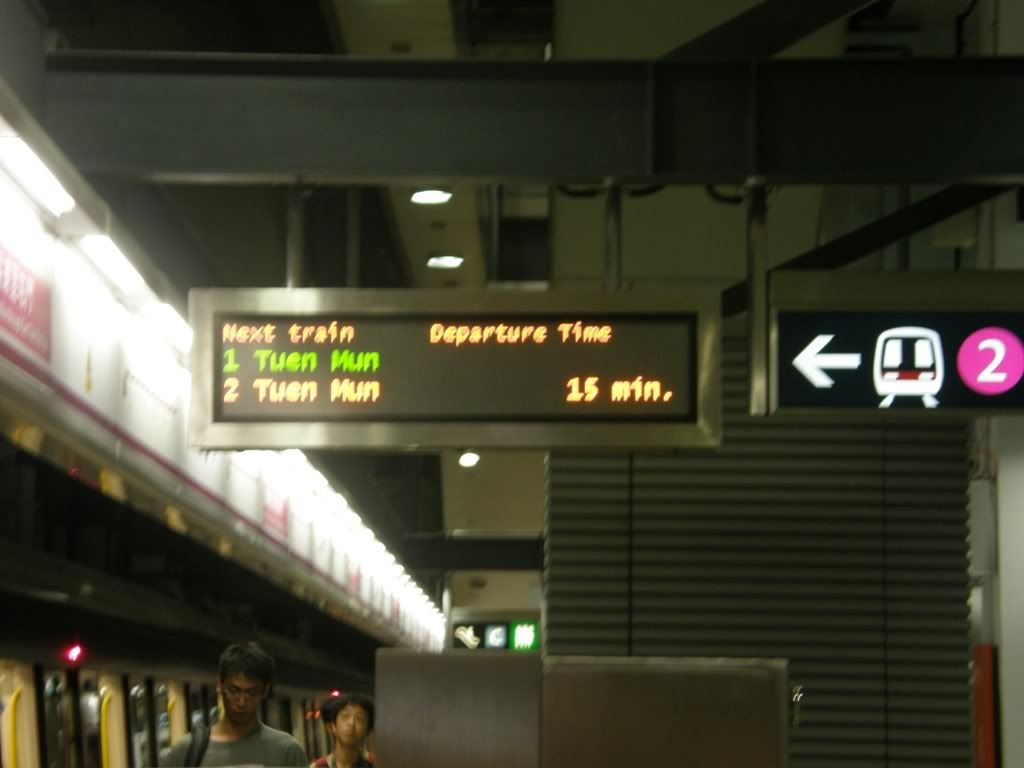 Next train Departure Time
1 Tuen Mun
2 Tuen Mun 15 min.
2